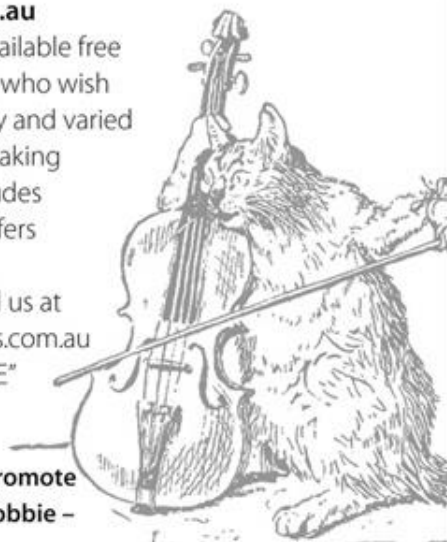 .au
ailable free
who wish
y and varied
aking
udes
fers
us at
s.com.au
E”
romote
obbie –